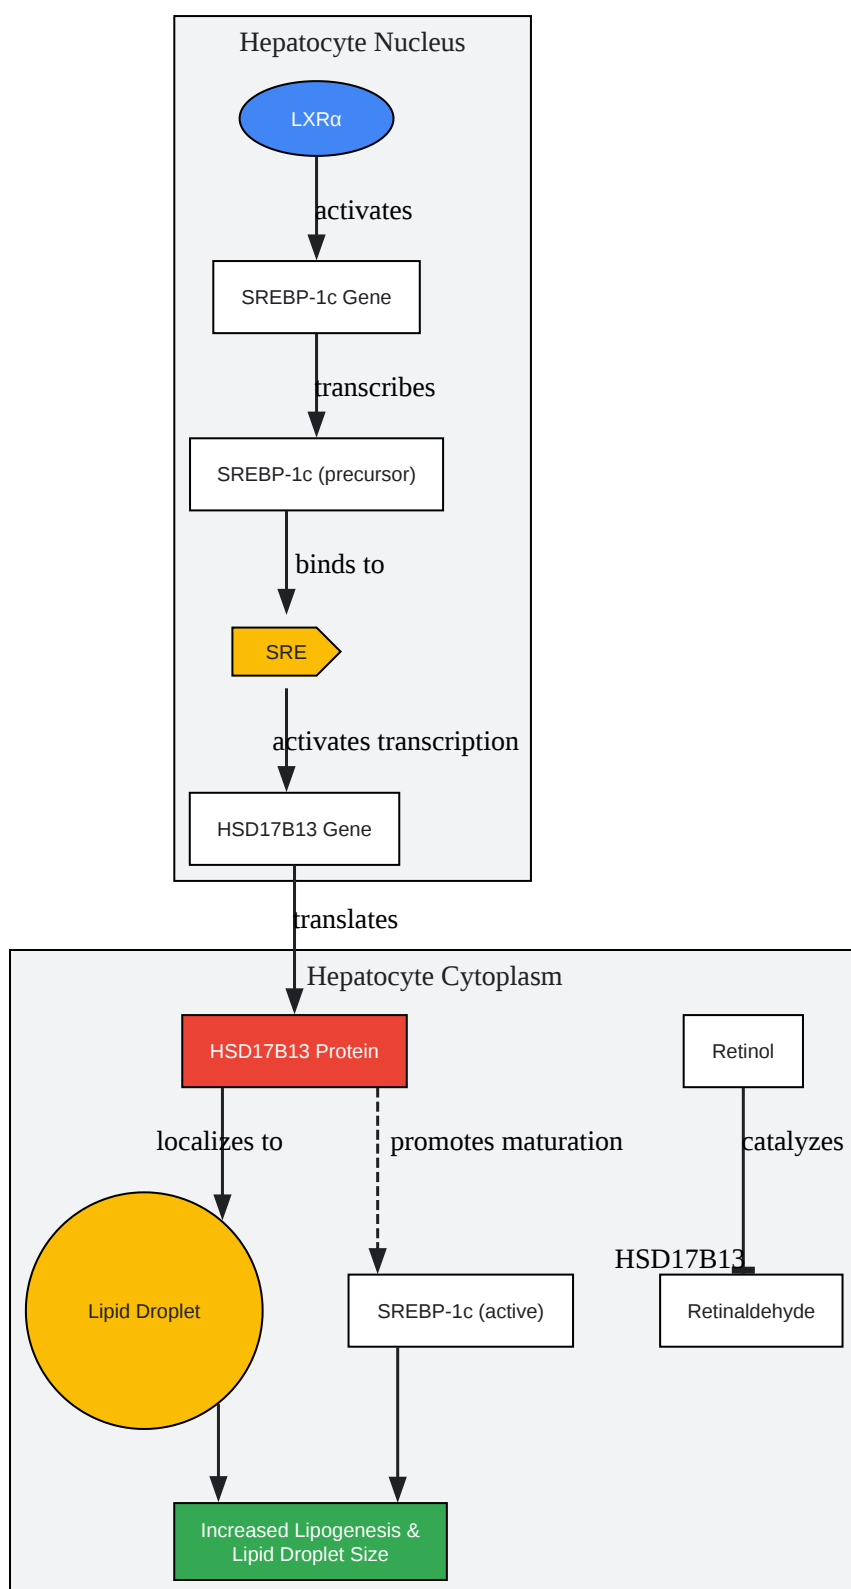 Hepatocyte Nucleus
LXRα
activates
SREBP-1c Gene
transcribes
SREBP-1c (precursor)
binds to
SRE
activates transcription
HSD17B13 Gene
translates
Hepatocyte Cytoplasm
HSD17B13 Protein
Retinol
localizes to
promotes maturation
catalyzes
HSD17B13
Lipid Droplet
SREBP-1c (active)
Retinaldehyde
Increased Lipogenesis &
Lipid Droplet Size